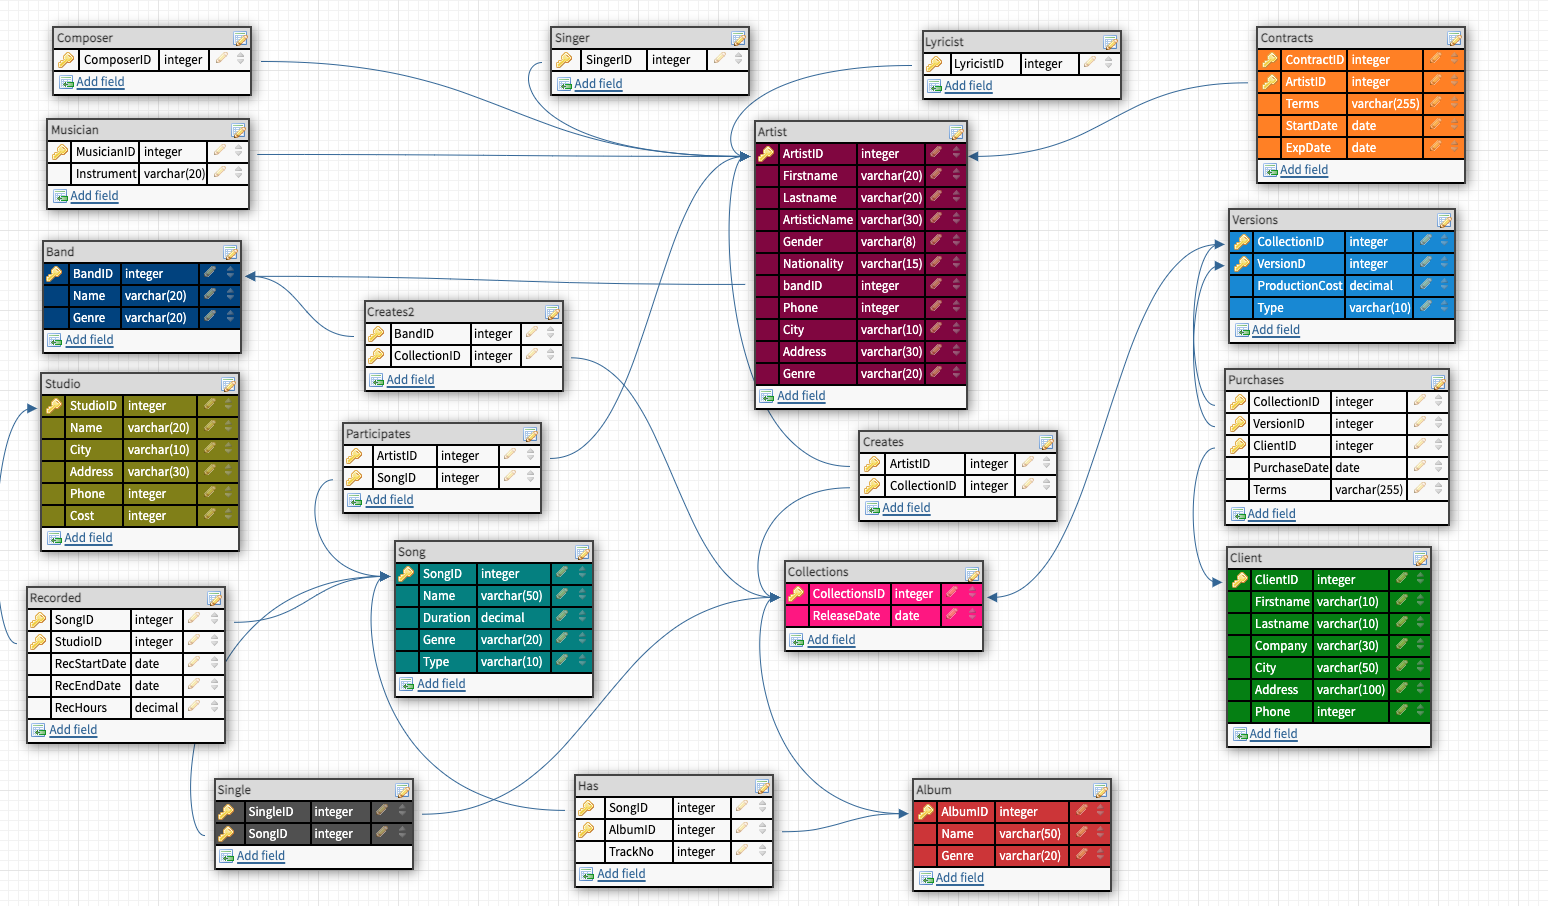 Composer
ComposerID integer
Add field
Singer
SingerID integer
Add field
Lyricist
LyricistID integer
Add field
Contracts
ContractID integer
ArtistID integer
Terms varchar(255)
StartDate date
ExpDate date
Add field
Musician
MusicianID integer
Instrument varchar(20)
Add field
Artist
ArtistID integer
Firstname varchar(20)
Lastname varchar(20)
ArtisticName varchar(30)
Gender varchar(8)
Nationality varchar(15)
bandID integer
Phone integer
City varchar(10)
Address varchar(30)
Genre varchar(20)
Add field
Versions
CollectionID integer
VersionD integer
ProductionCost decimal
Type varchar(10)
Add field
Band
BandID integer
Name varchar(20)
Genre varchar(20)
Add field
Creates2
BandID integer
CollectionID integer
Add field
Studio
StudioID integer
Name varchar(20)
City varchar(10)
Address varchar(30)
Phone integer
Cost integer
Add field
Purchases
CollectionID integer
VersionID integer
ClientID integer
PurchaseDate date
Terms varchar(255)
Add field
Participates
ArtistID integer
SongID integer
Add field
Creates
ArtistID integer
CollectionID integer
Add field
Song
SongID integer
Name varchar(50)
Duration decimal
Genre varchar(20)
Type varchar(10)
Add field
Collections
CollectionsID integer
ReleaseDate date
Add field
Client
ClientID integer
Firstname varchar(10)
Lastname varchar(10)
Company varchar(30)
City varchar(50)
Address varchar(100)
Phone integer
Add field
Recorded
SongID integer
StudioID integer
RecStartDate date
RecEndDate date
RecHours decimal
Add field
Single
SingleID integer
SongID integer
Add field
Has
SongID integer
AlbumID integer
TrackNo integer
Add field
Album
AlbumID integer
Name varchar(50)
Genre varchar(20)
Add field